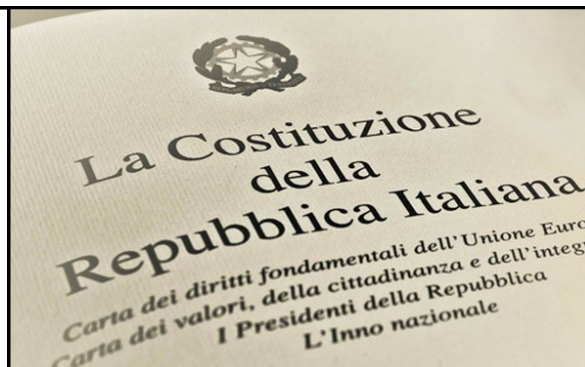 La Costituzione
della
Repubblica Italiana
Carta dei diritti fondamentali dell'Unione
Carta dei valori, della cittadinanza e dell'
I Presidenti della Repubblica
L'Inno nazionale